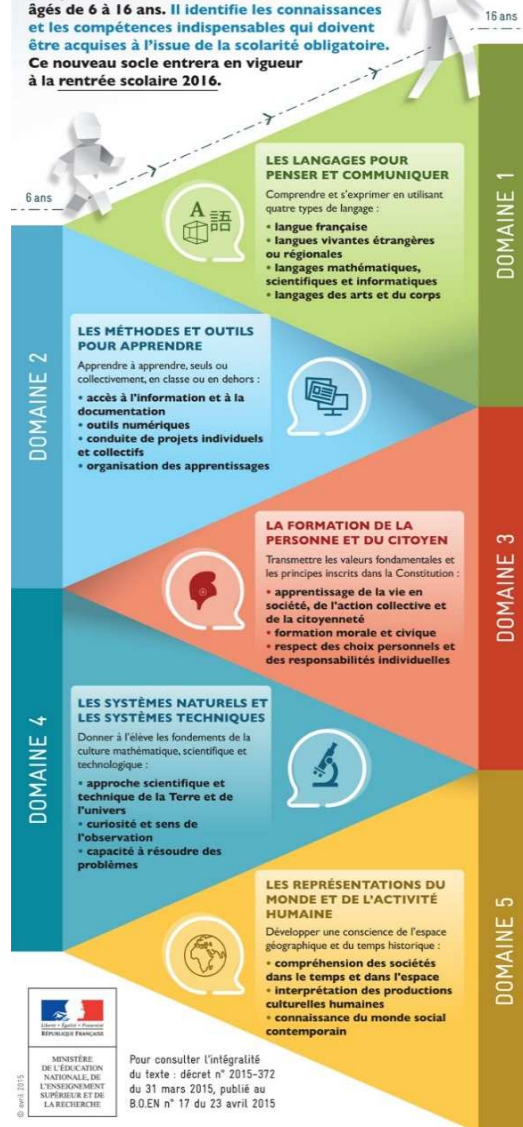 âgés de 6 à 16 ans. Il identifie les connaissances
et les compétences indispensables qui doivent
être acquises à l'issue de la scolarité obligatoire.
Ce nouveau socle entrera en vigueur
à la rentrée scolaire 2016.
16 ans
6 ans
DOMAINE 1
LES LANGAGES POUR
PENSER ET COMMUNIQUER
Comprendre et s'exprimer en utilisant
quatre types de langage :
• langue française
• langues vivantes étrangères
ou régionales
• langages mathématiques,
scientifiques et informatiques
• langages des arts et du corps
A 語
DOMAINE 2
LES MÉTHODES ET OUTILS
POUR APPRENDRE
Apprendre à apprendre, seuls ou
collectivement, en classe ou en dehors :
• accès à l'information et à la
documentation
• outils numériques
• conduite de projets individuels
et collectifs
• organisation des apprentissages
DOMAINE 3
LA FORMATION DE LA
PERSONNE ET DU CITOYEN
Transmettre les valeurs fondamentales et
les principes inscrits dans la Constitution :
• apprentissage de la vie en
société, de l'action collective et
de la citoyenneté
• formation morale et civique
• respect des choix personnels et
des responsabilités individuelles
DOMAINE 4
LES SYSTÈMES NATURELS ET
LES SYSTÈMES TECHNIQUES
Donner à l'élève les fondements de la
culture mathématique, scientifique et
technologique :
• approche scientifique et
technique de la Terre et de
l'univers
• curiosité et sens de
l'observation
• capacité à résoudre des
problèmes
DOMAINE 5
LES REPRÉSENTATIONS DU
MONDE ET DE L'ACTIVITÉ
HUMAINE
Développer une conscience de l'espace
géographique et du temps historique :
• compréhension des sociétés
dans le temps et dans l'espace
• interprétation des productions
culturelles humaines
• connaissance du monde social
contemporain
Liberté • Égalité • Fraternité
RÉPUBLIQUE FRANÇAISE
MINISTÈRE
DE L'ÉDUCATION
NATIONALE, DE
L'ENSEIGNEMENT
SUPÉRIEUR ET DE
LA RECHERCHE
© avril 2015
Pour consulter l'intégralité
du texte : décret n° 2015-372
du 31 mars 2015, publié au
B.O.EN n° 17 du 23 avril 2015